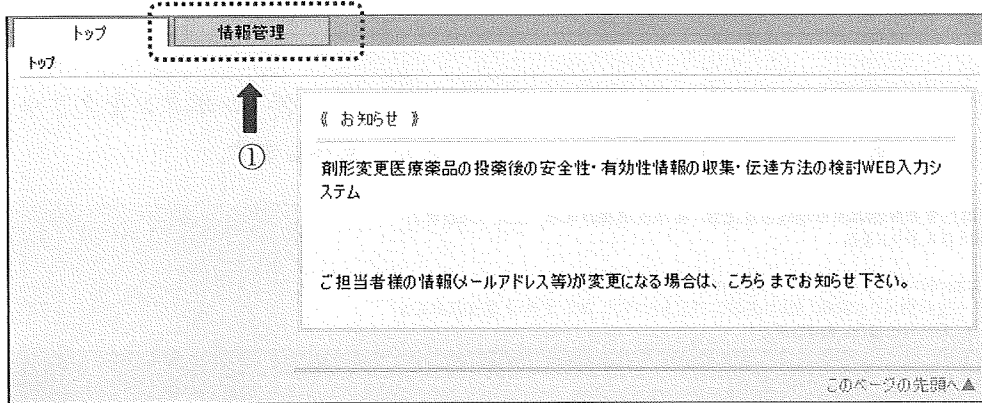 トップ 情報管理
トップ
①
《 お知らせ 》
剤形変更医療薬品の投薬後の安全性・有効性情報の収集・伝達方法の検討WEB入力シ
ステム
ご担当者様の情報(メールアドレス等)が変更になる場合は、こちら までお知らせ下さい。
このページの先頭へ▲